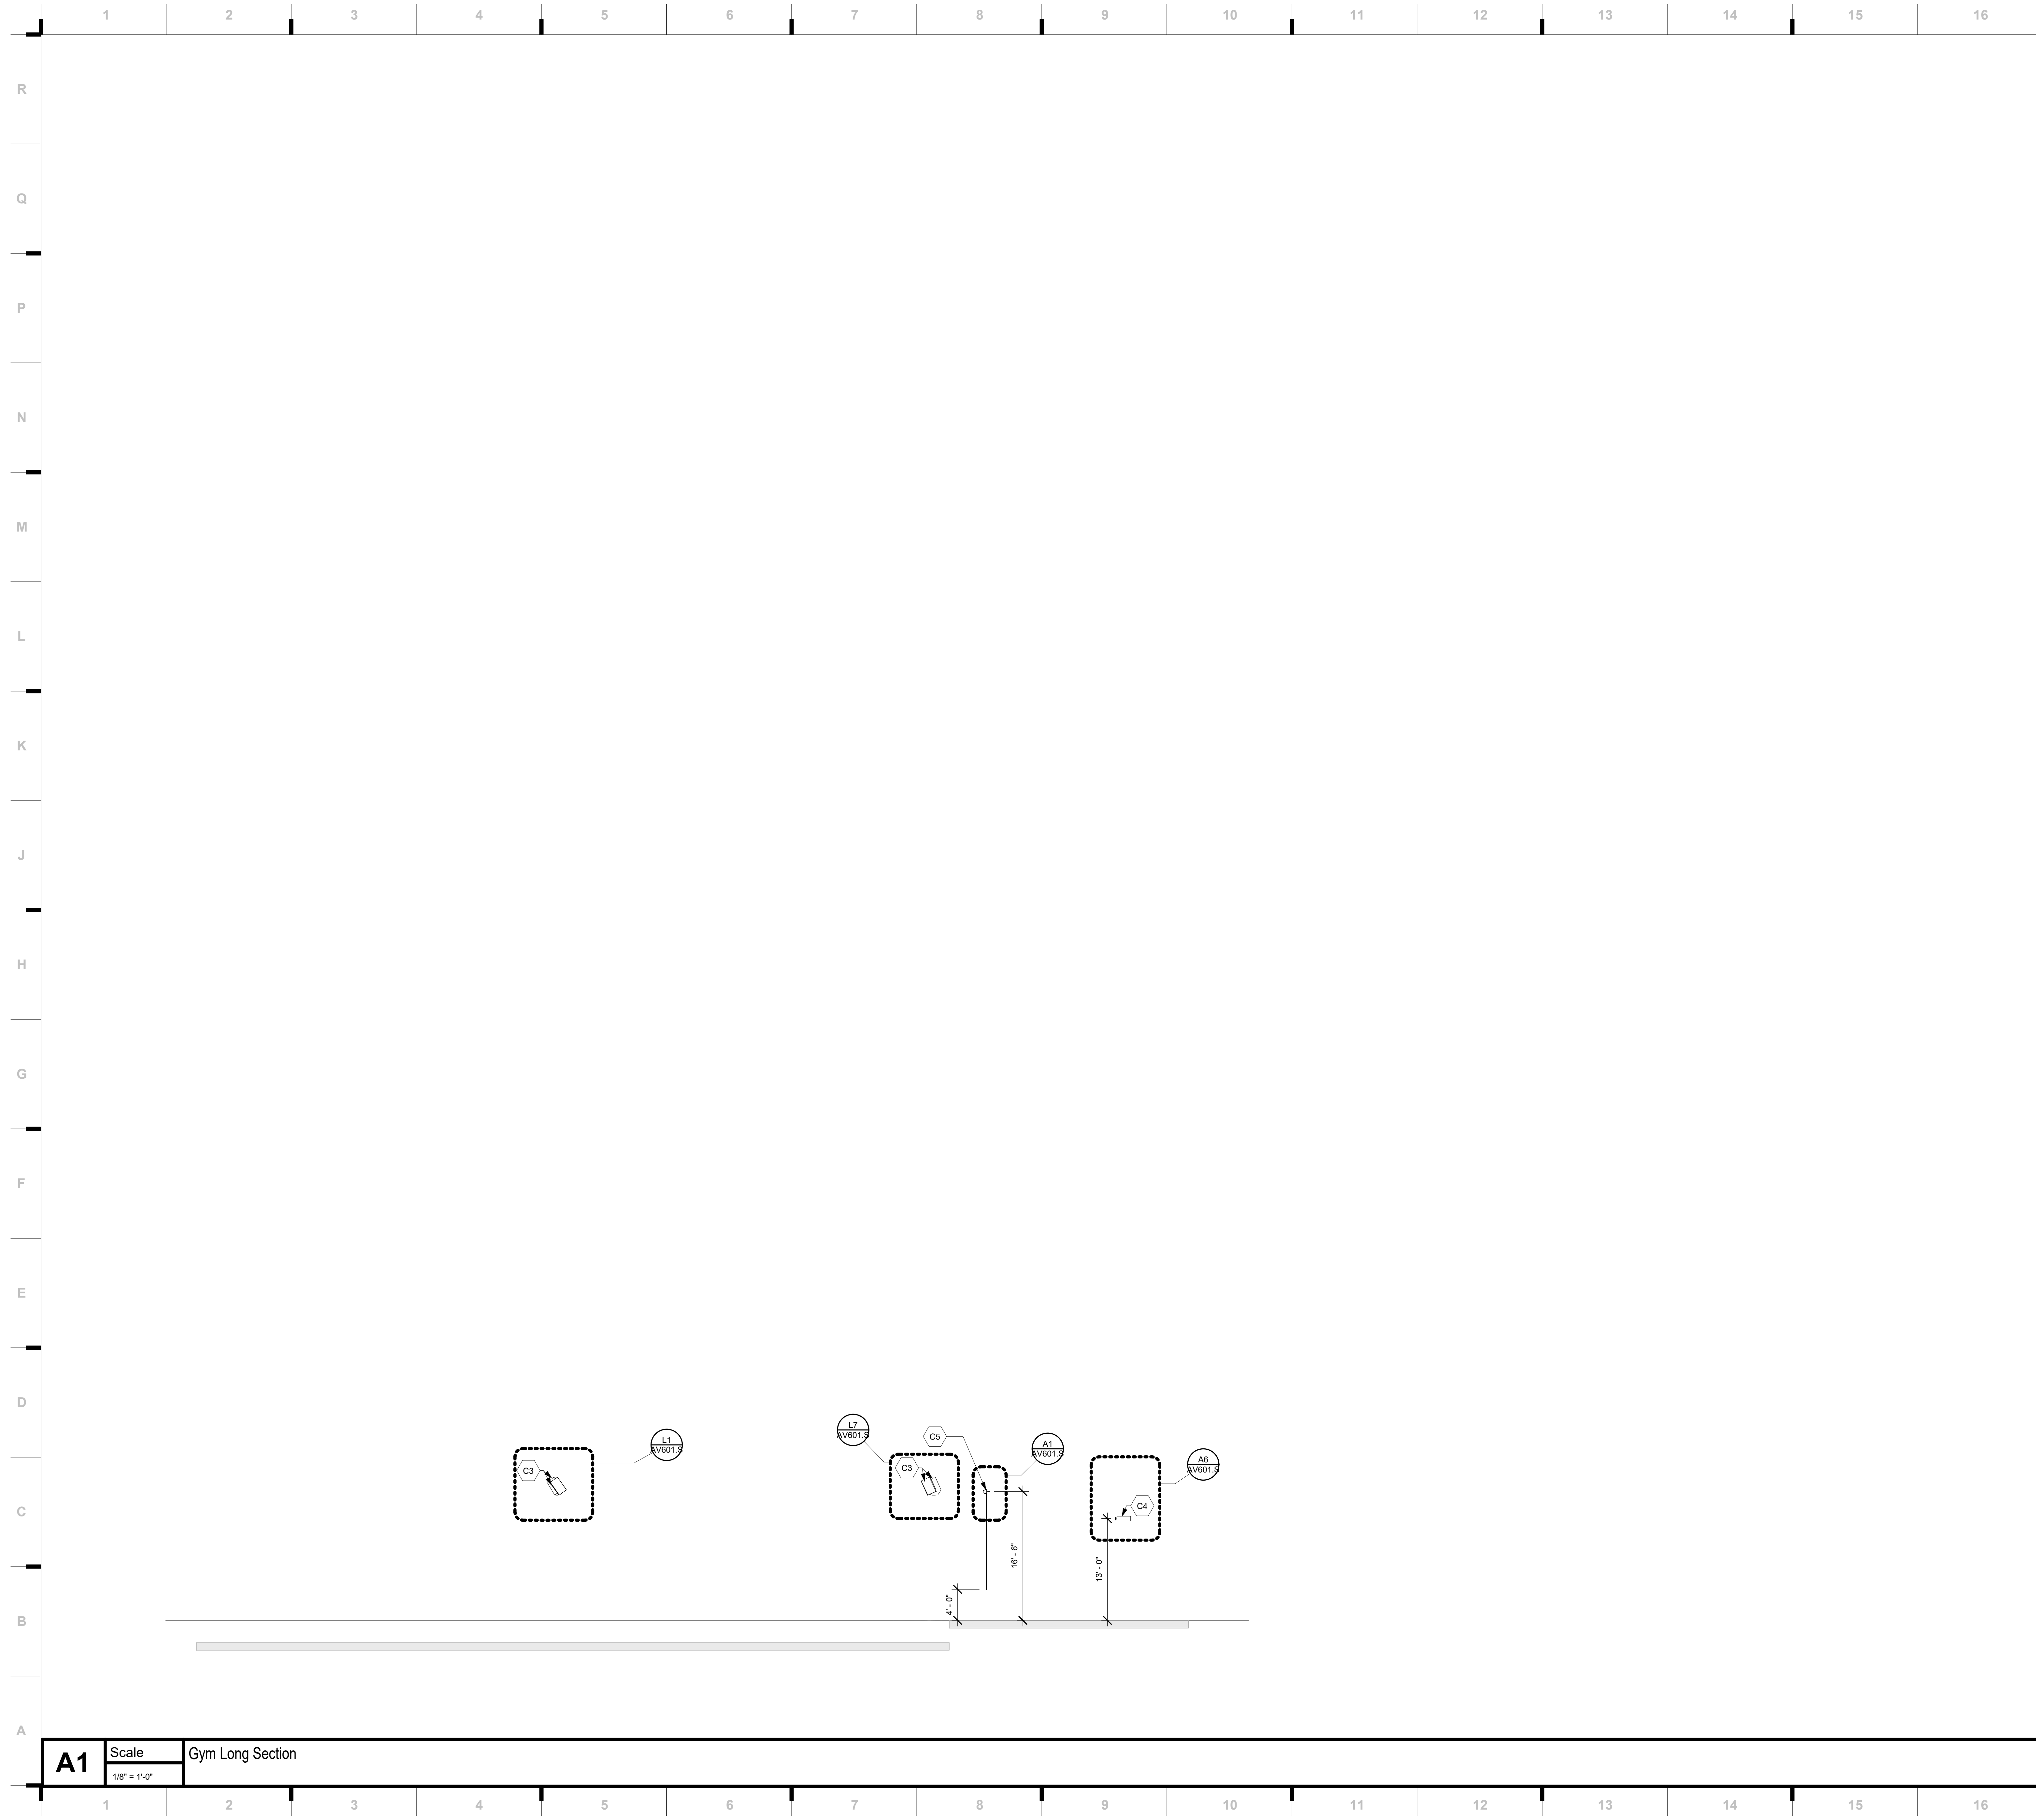 1 2 3 4 5 6 7 8 9 10 11 12 13 14 15 16
R
Q
P
N
M
L
K
J
H
G
F
E
D
C
B
A
L1
AV601.S
C3
L7
AV601.S
C3
C5
A1
AV601.S
A6
AV601.S
C4
16' - 6"
13' - 0"
4' - 0"
A1
Scale
1/8" = 1'-0"
Gym Long Section
1 2 3 4 5 6 7 8 9 10 11 12 13 14 15 16